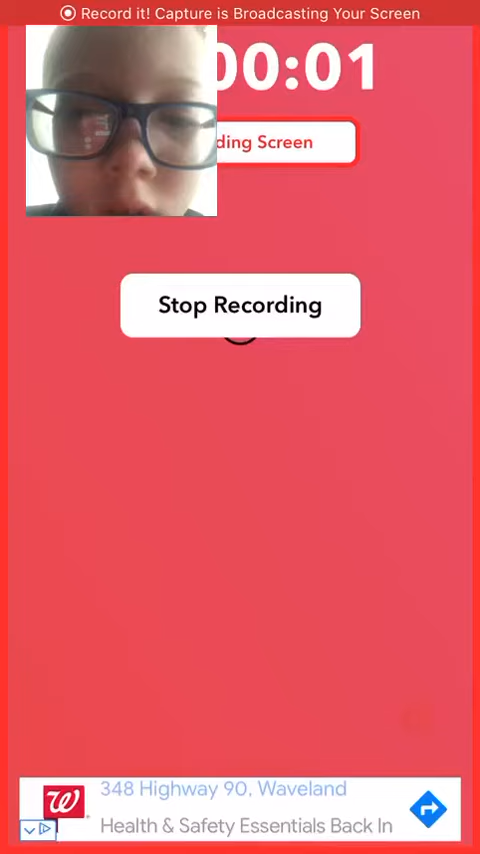 Record it! Capture is Broadcasting Your Screen
00:01
ding Screen
Stop Recording
348 Highway 90, Waveland
Health & Safety Essentials Back In